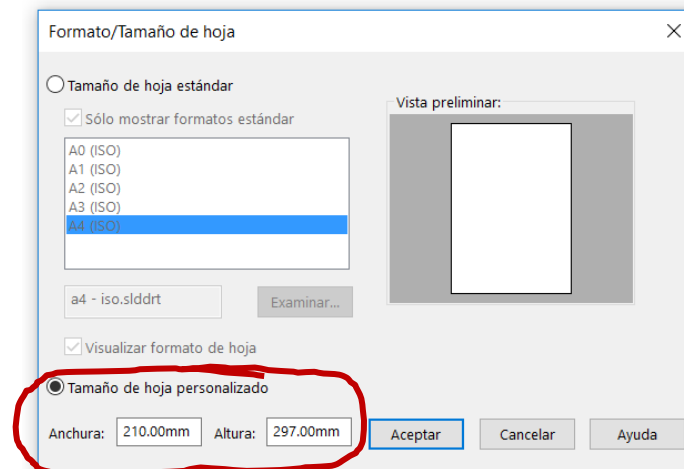 Formato/Tamaño de hoja
Tamaño de hoja estándar
Sólo mostrar formatos estándar
A0 (ISO)
A1 (ISO)
A2 (ISO)
A3 (ISO)
A4 (ISO)
a4 - iso.slddrt
Examinar...
Visualizar formato de hoja
Vista preliminar:
Tamaño de hoja personalizado
Anchura: 210.00mm Altura: 297.00mm
Aceptar Cancelar Ayuda